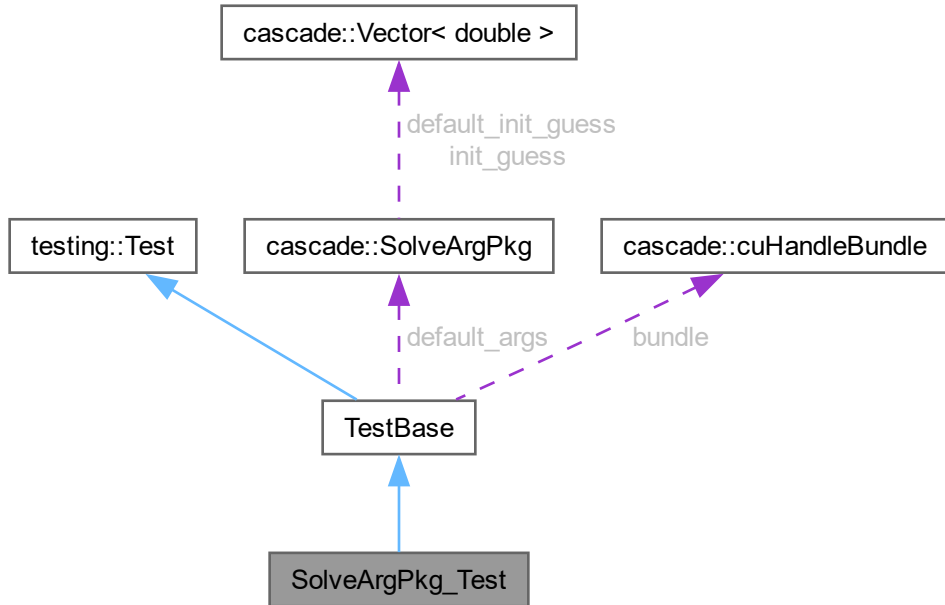 cascade::Vector< double >
default_init_guess
init_guess
testing::Test
cascade::SolveArgPkg
cascade::cuHandleBundle
default_args
bundle
TestBase
SolveArgPkg_Test